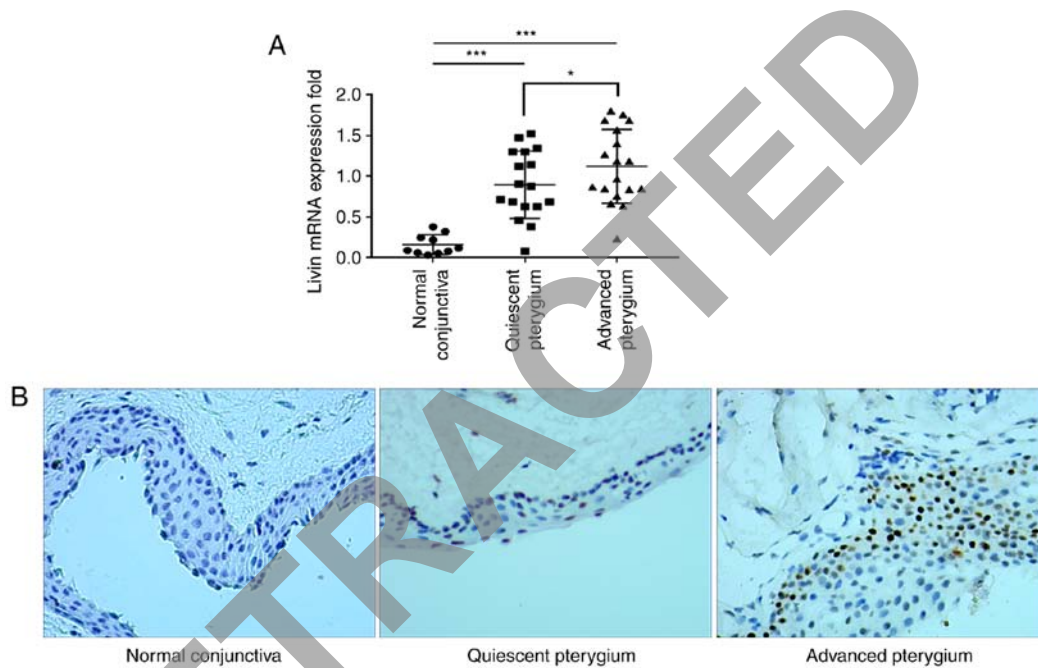 A
***
***
*
Livin mRNA expression fold
2.0
1.5
1.0
0.5
0.0
Normal
conjunctiva
Quiescent
pterygium
Advanced
pterygium
B
Normal conjunctiva
Quiescent pterygium
Advanced pterygium
TRACTED